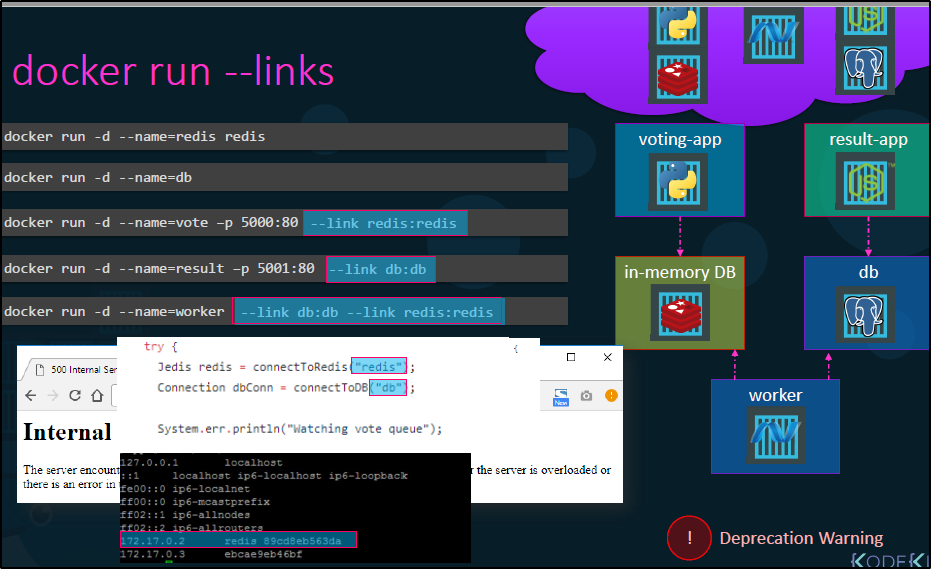 docker run --links
docker run -d --name=redis redis
docker run -d --name=db
docker run -d --name=vote –p 5000:80 --link redis:redis
docker run -d --name=result –p 5001:80 --link db:db
docker run -d --name=worker --link db:db --link redis:redis
voting-app
result-app
in-memory DB
db
worker
try {
{
Jedis redis = connectToRedis("redis");
Connection dbConn = connectToDB("db");
System.err.println("Watching vote queue");
500 Internal Ser
New
Internal
The server encount
r the server is overloaded or
there is an error in
127.0.0.1 localhost
::1 localhost ip6-localhost ip6-loopback
fe00::0 ip6-localnet
ff00::0 ip6-mcastprefix
ff02::1 ip6-allnodes
ff02::2 ip6-allrouters
172.17.0.2 redis 89cd8eb563da
172.17.0.3 ebcae9eb46bf
! Deprecation Warning